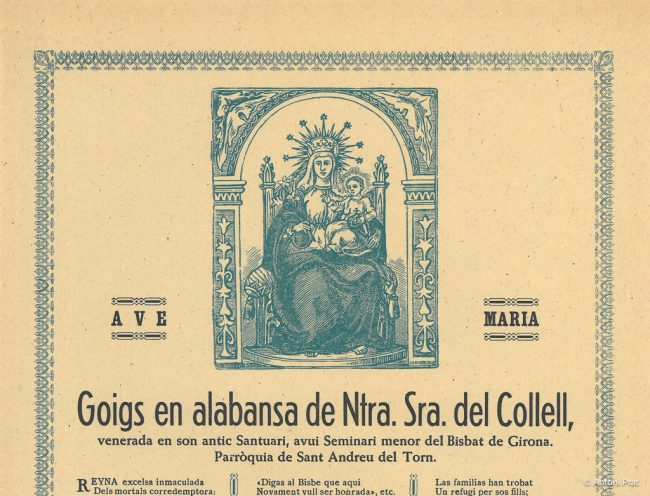 AVE
MARIA
Goigs en alabansa de Ntra. Sra. del Collell,
venerada en son antic Santuari, avui Seminari menor del Bisbat de Girona.
Parròquia de Sant Andreu del Torn.
REYNA excelsa inmaculada
Dels mortals corredemptora:
«Digas al Bisbe que aqui
Novament vull ser honrada», etc.
Las familias han trobat
Un refugi per sos fills;
© Antoni Prat